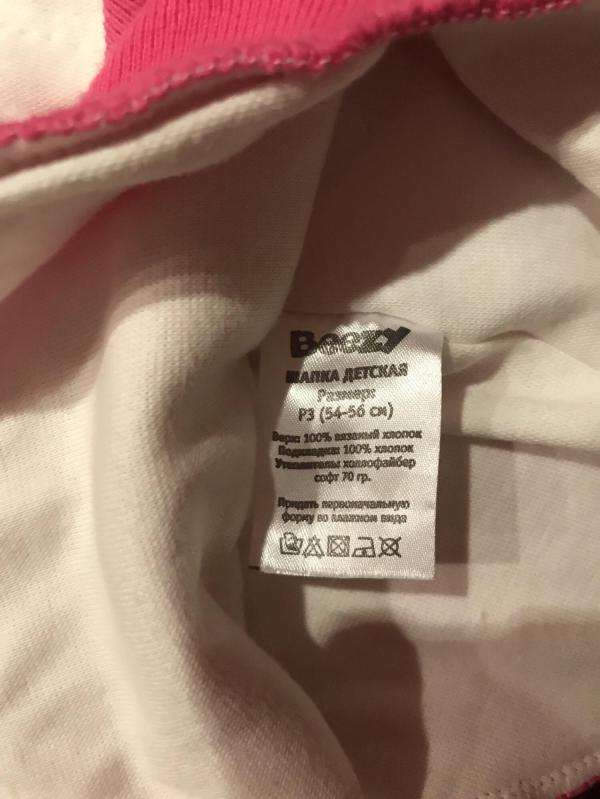 Beezy
ШАПКА ДЕТСКАЯ
Размер:
Р3 (54-56 см)
Верх: 100% вязаный хлопок
Подкладка: 100% хлопок
Утеплитель: холлофайбер
софт 70 гр.
Придать первоначальную
форму во влажном виде